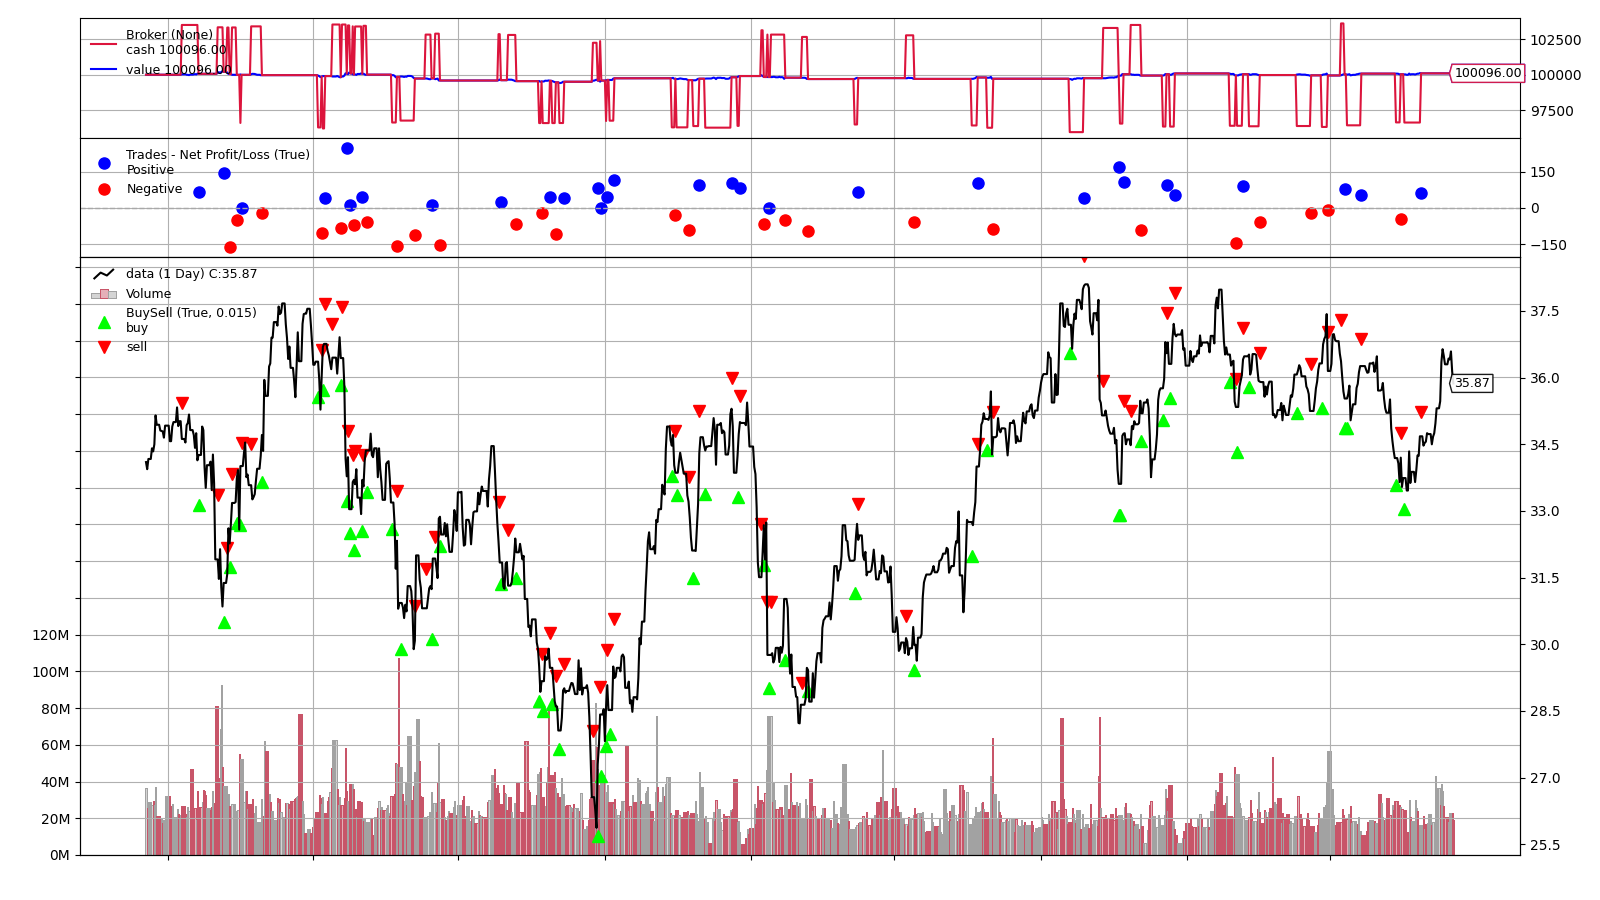 Broker (None)
cash 100096.00
value 100096.00
102500
100000
97500
100096.00
Trades - Net Profit/Loss (True)
Positive
Negative
150
0
−150
data (1 Day) C:35.87
Volume
BuySell (True, 0.015)
buy
sell
37.5
36.0
34.5
33.0
31.5
30.0
28.5
27.0
25.5
35.87
120M
100M
80M
60M
40M
20M
0M